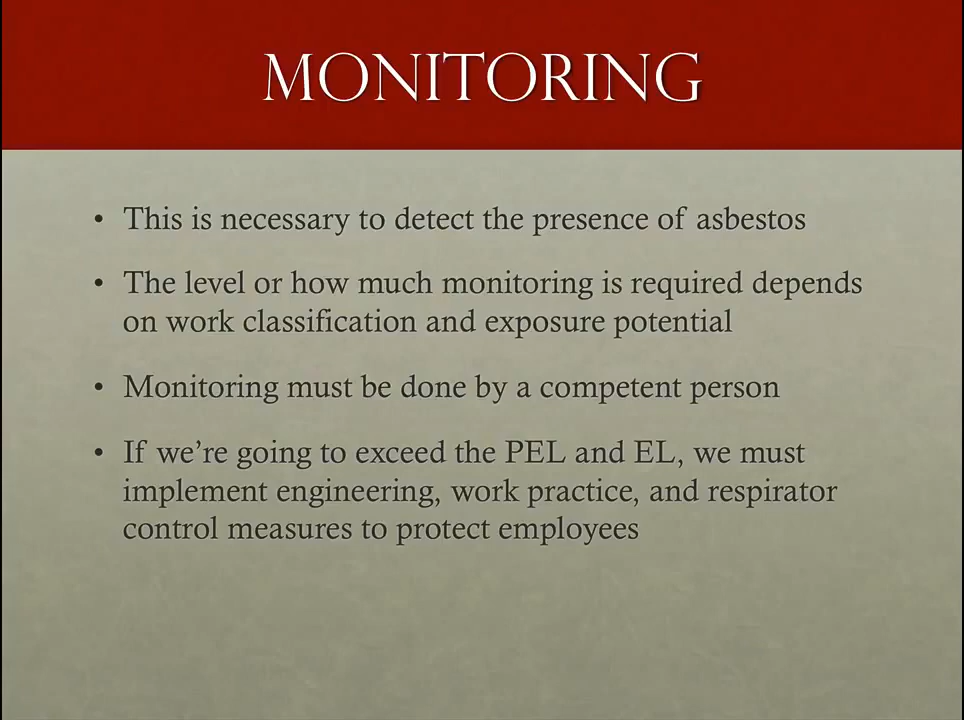 MONITORING
• This is necessary to detect the presence of asbestos
• The level or how much monitoring is required depends
on work classification and exposure potential
• Monitoring must be done by a competent person
• If we’re going to exceed the PEL and EL, we must
implement engineering, work practice, and respirator
control measures to protect employees